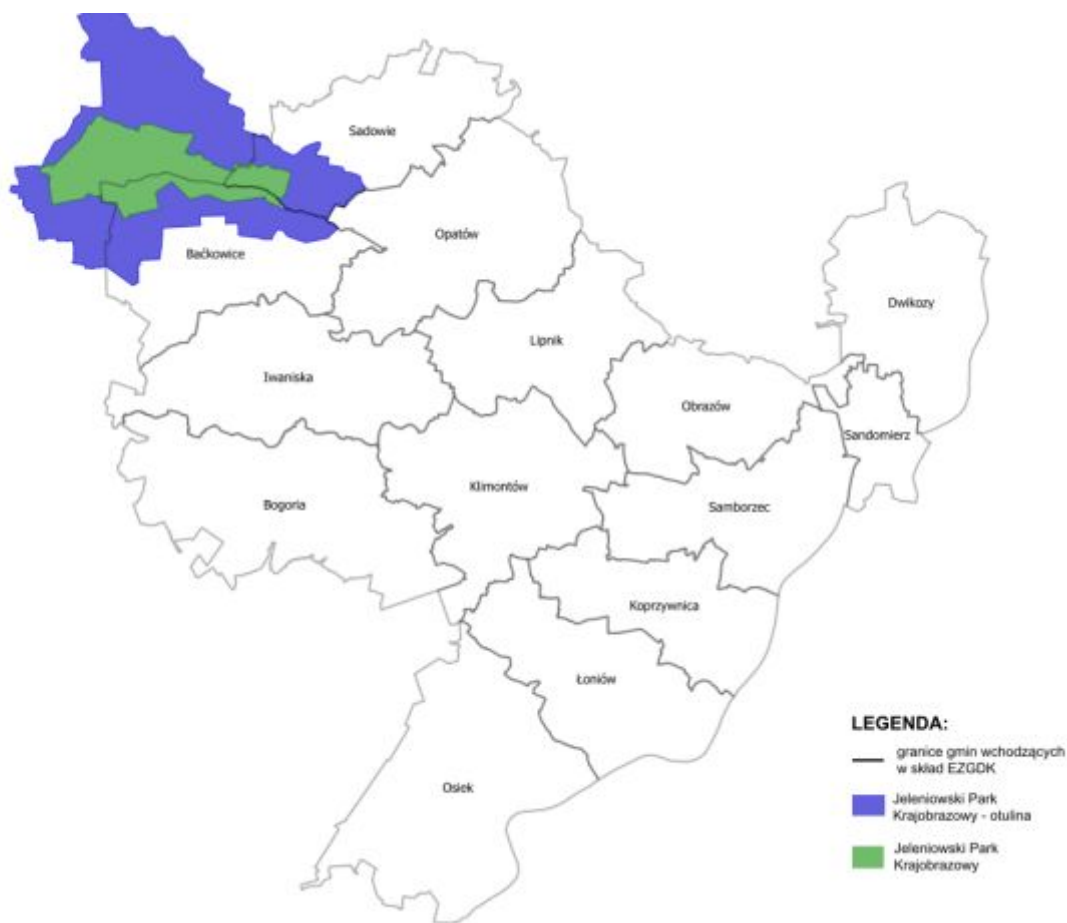 Sadowie
Opatów
Baćkowice
Dwikozy
Lipnik
Iwaniska
Obrazów
Sandomierz
Klimontów
Bogoria
Samborzec
Koprzywnica
Łoniów
Osiek
LEGENDA:
granice gmin wchodzących
w skład EZGDK
Jeleniowski Park
Krajobrazowy - otulina
Jeleniowski Park
Krajobrazowy